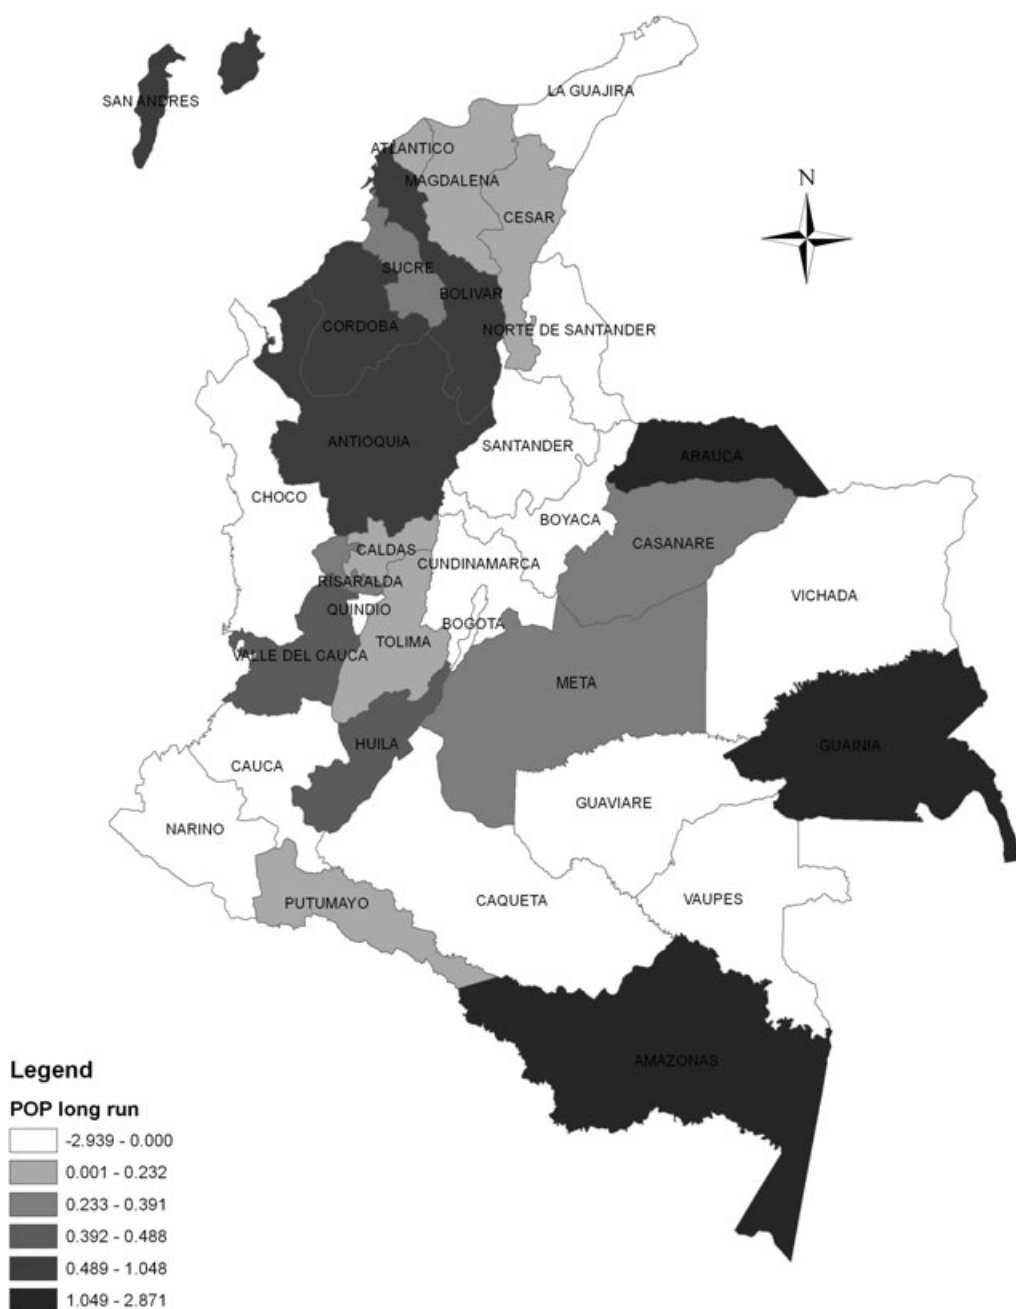 LA GUAJIRA
SAN ANDRES
ATLANTICO
N
MAGDALENA
CESAR
SUCRE
BOLIVAR
CORDOBA
NORTE DE SANTANDER
ANTIOQUIA
SANTANDER
ARAUCA
CHOCO
BOYACA
CASANARE
CALDAS
CUNDINAMARCA
RISARALDA
VICHADA
QUINDIO
BOGOTA
TOLIMA
VALLE DEL CAUCA
META
HUILA
GUAINIA
CAUCA
GUAVIARE
NARINO
CAQUETA
VAUPES
PUTUMAYO
AMAZONAS
Legend
POP long run
-2.939 - 0.000
0.001 - 0.232
0.233 - 0.391
0.392 - 0.488
0.489 - 1.048
1.049 - 2.871